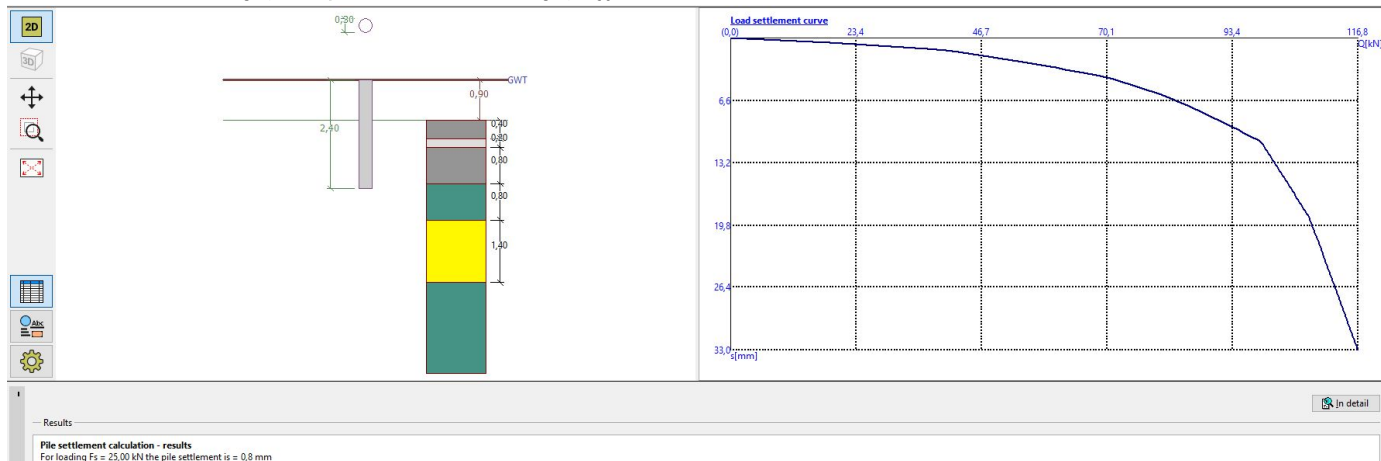 2D
3D
Abc
0,30
GWT
0,90
2,40
0,40
0,20
0,80
0,80
1,40
Load settlement curve
(0,0) 23,4 46,7 70,1 93,4 116,8
Q[kN]
6,6
13,2
19,8
26,4
33,0
s[mm]
In detail
Results
Pile settlement calculation - results
For loading Fs = 25,00 kN the pile settlement is = 0,8 mm